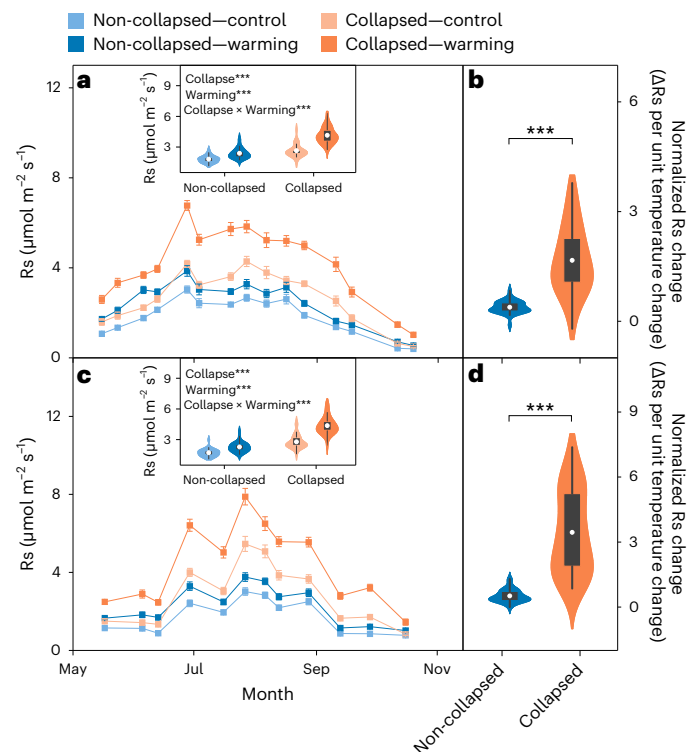 Non-collapsed—control
Collapsed—control
Non-collapsed—warming
Collapsed—warming
a
12
8
4
0
Rs (µmol m−2 s−1)
Collapse***
Warming***
Collapse × Warming***
9
6
3
Rs (µmol m−2 s−1)
Non-collapsed
Collapsed
b
***
6
3
0
Normalized Rs change
(ΔRs per unit temperature change)
c
12
8
4
0
Rs (µmol m−2 s−1)
Collapse***
Warming***
Collapse × Warming***
9
6
3
Rs (µmol m−2 s−1)
Non-collapsed
Collapsed
d
***
9
6
3
0
Normalized Rs change
(ΔRs per unit temperature change)
May
Jul
Sep
Nov
Month
Non-collapsed
Collapsed